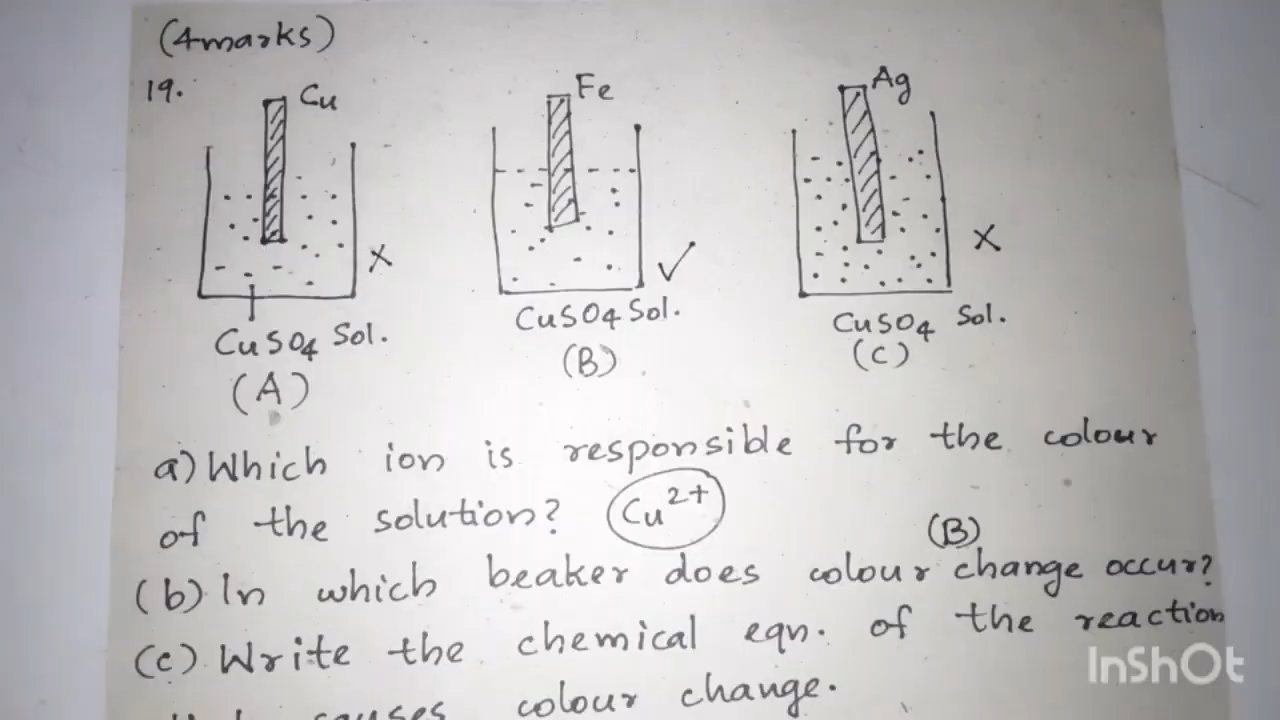 (4marks)
19.
Cu
Fe
Ag
x
✓
x
CuSO4 Sol.
(A)
CuSO4 Sol.
(B)
CuSO4 Sol.
(C)
a) Which ion is responsible for the colour
of the solution? Cu2+
(B)
(b). In which beaker does colour change occur?
(c). Write the chemical eqn. of the reaction
causes colour change.
InShOt